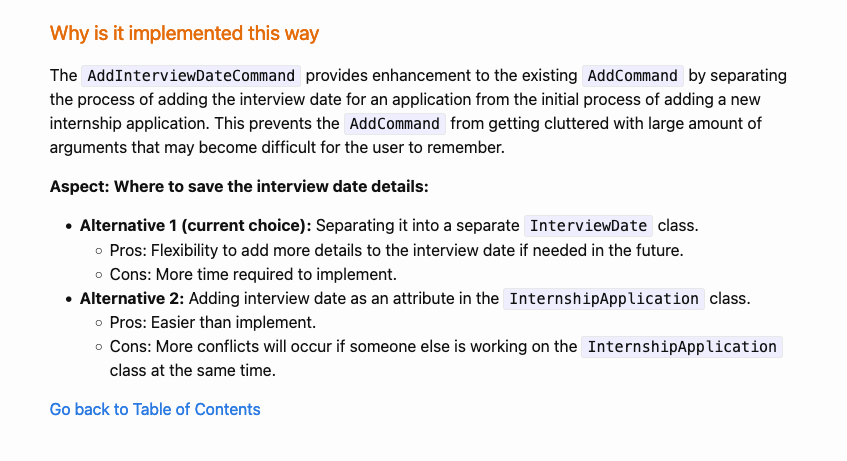 Why is it implemented this way
The AddInterviewDateCommand provides enhancement to the existing AddCommand by separating
the process of adding the interview date for an application from the initial process of adding a new
internship application. This prevents the AddCommand from getting cluttered with large amount of
arguments that may become difficult for the user to remember.
Aspect: Where to save the interview date details:
• Alternative 1 (current choice): Separating it into a separate InterviewDate class.
◦ Pros: Flexibility to add more details to the interview date if needed in the future.
◦ Cons: More time required to implement.
• Alternative 2: Adding interview date as an attribute in the InternshipApplication class.
◦ Pros: Easier than implement.
◦ Cons: More conflicts will occur if someone else is working on the InternshipApplication
class at the same time.
Go back to Table of Contents